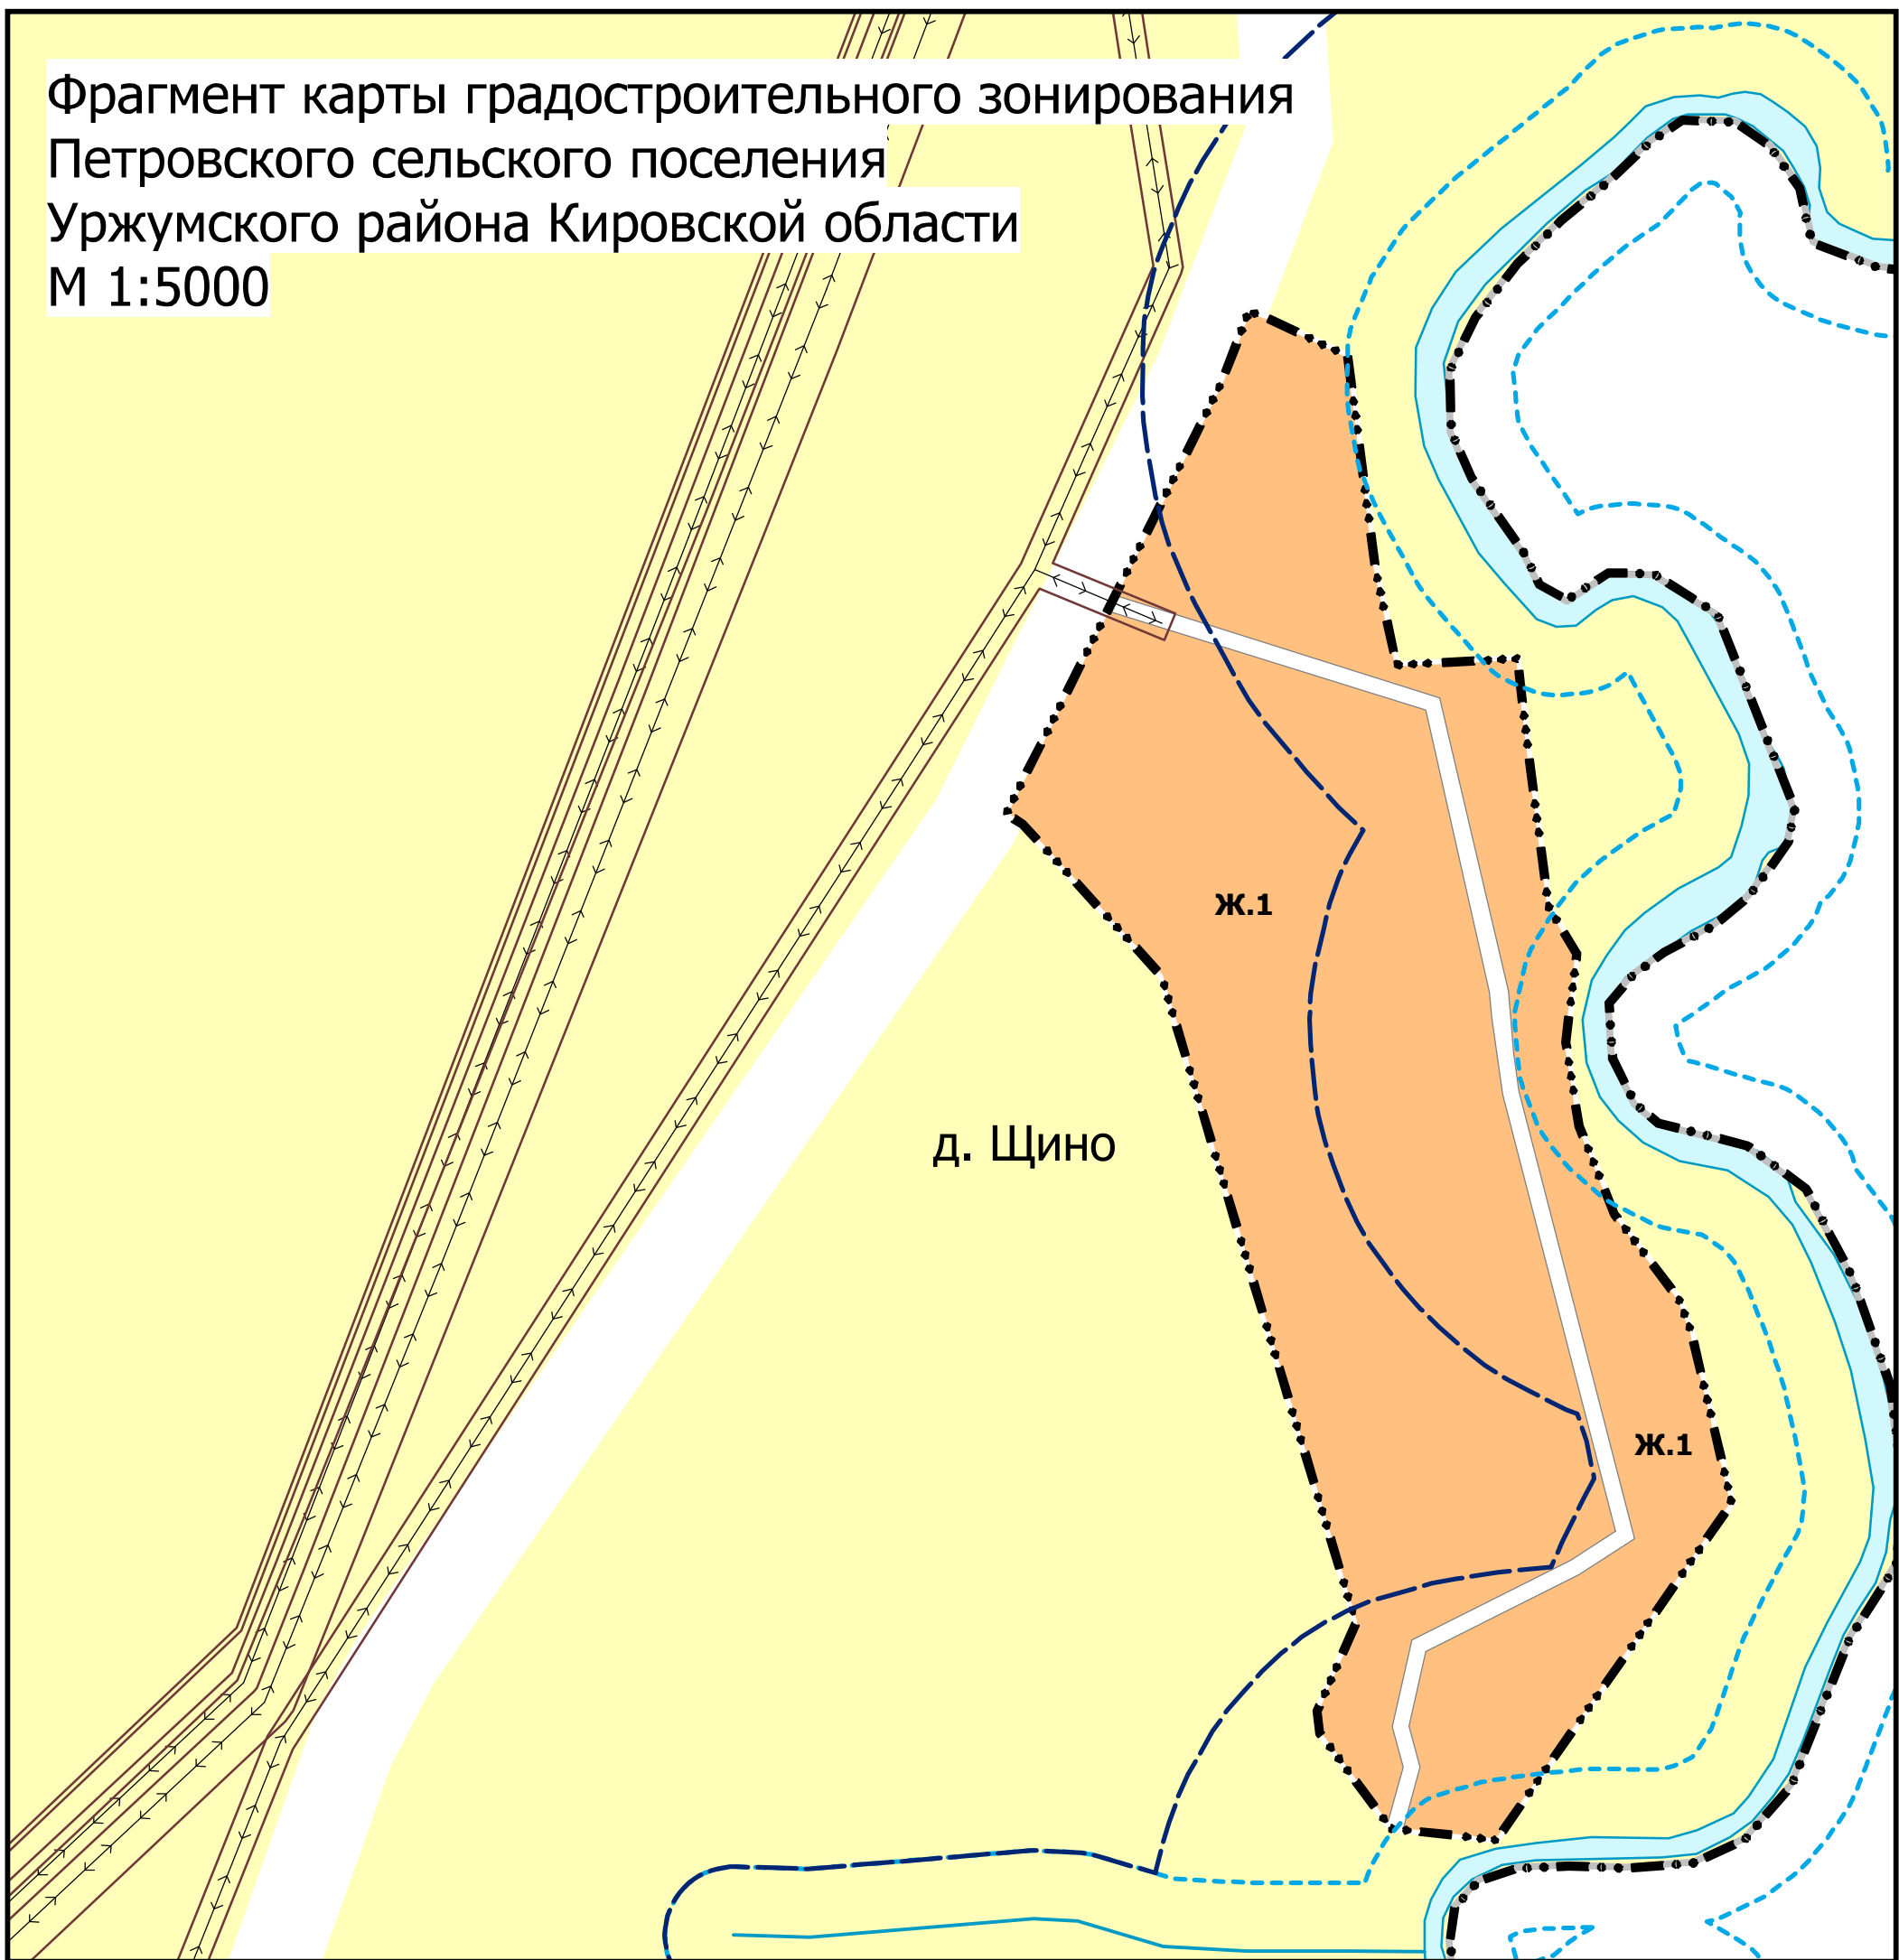 Фрагмент карты градостроительного зонирования
Петровского сельского поселения
Уржумского района Кировской области
М 1:5000
ж.1
д. Щино
ж.1